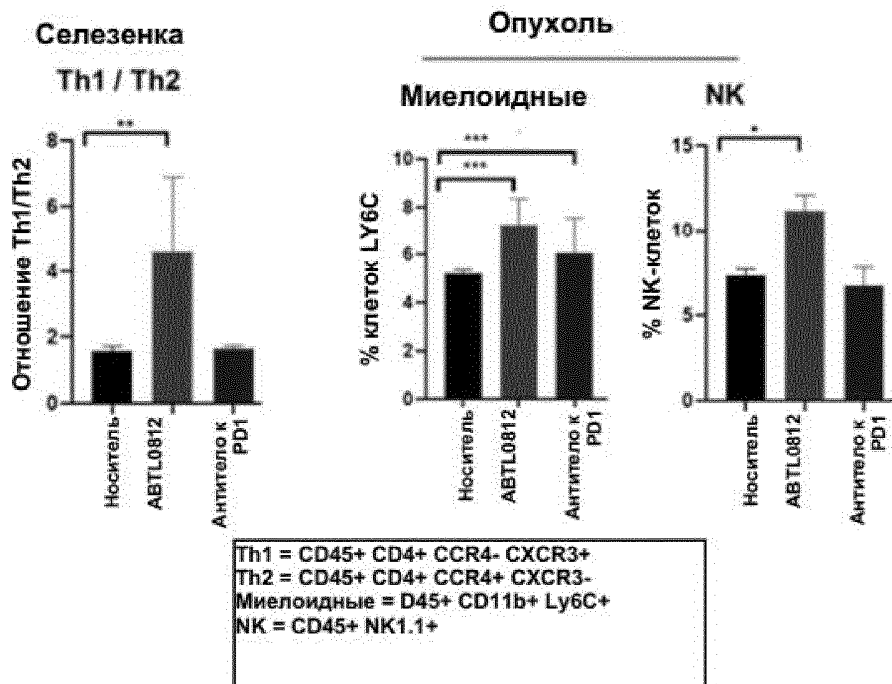 Селезенка
Th1 / Th2
Отношение Th1/Th2
8
6
4
2
0
**
Носитель
ABTL0812
Антитело к
PD1
Опухоль
Миелоидные
% клеток LY6C
10
8
6
4
2
0
***
***
Носитель
ABTL0812
Антитело к
PD1
NK
% NK-клеток
15
10
5
0
*
Носитель
ABTL0812
Антитело к
PD1
Th1 = CD45+ CD4+ CCR4- CXCR3+
Th2 = CD45+ CD4+ CCR4+ CXCR3-
Миелоидные = D45+ CD11b+ Ly6C+
NK = CD45+ NK1.1+